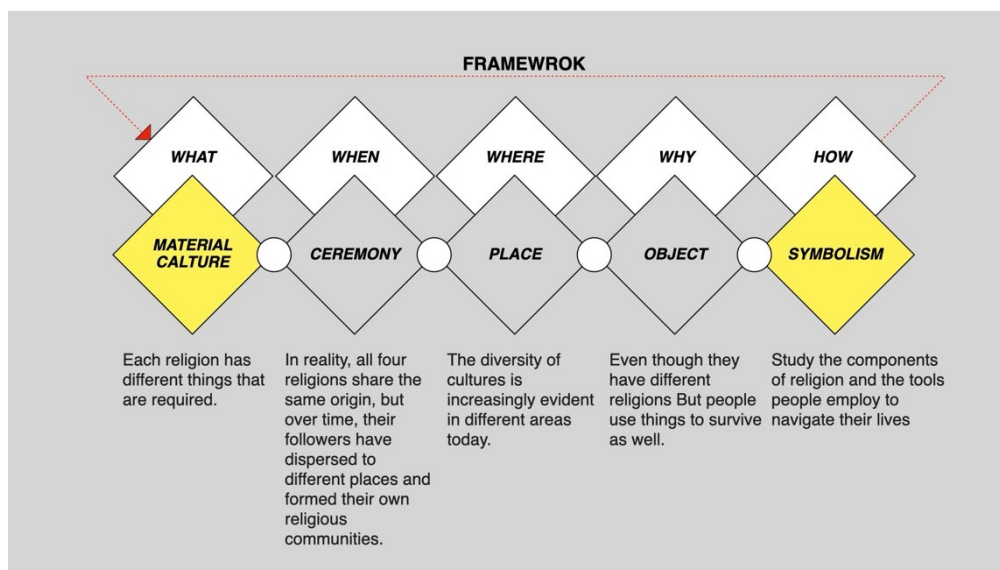 FRAMEWROK
WHAT
WHEN
WHERE
WHY
HOW
MATERIAL
CALTURE
CEREMONY
PLACE
OBJECT
SYMBOLISM
Each religion has
different things that
are required.
In reality, all four
religions share the
same origin, but
over time, their
followers have
dispersed to
different places and
formed their own
religious
communities.
The diversity of
cultures is
increasingly evident
in different areas
today.
Even though they
have different
religions But people
use things to survive
as well.
Study the components
of religion and the tools
people employ to
navigate their lives